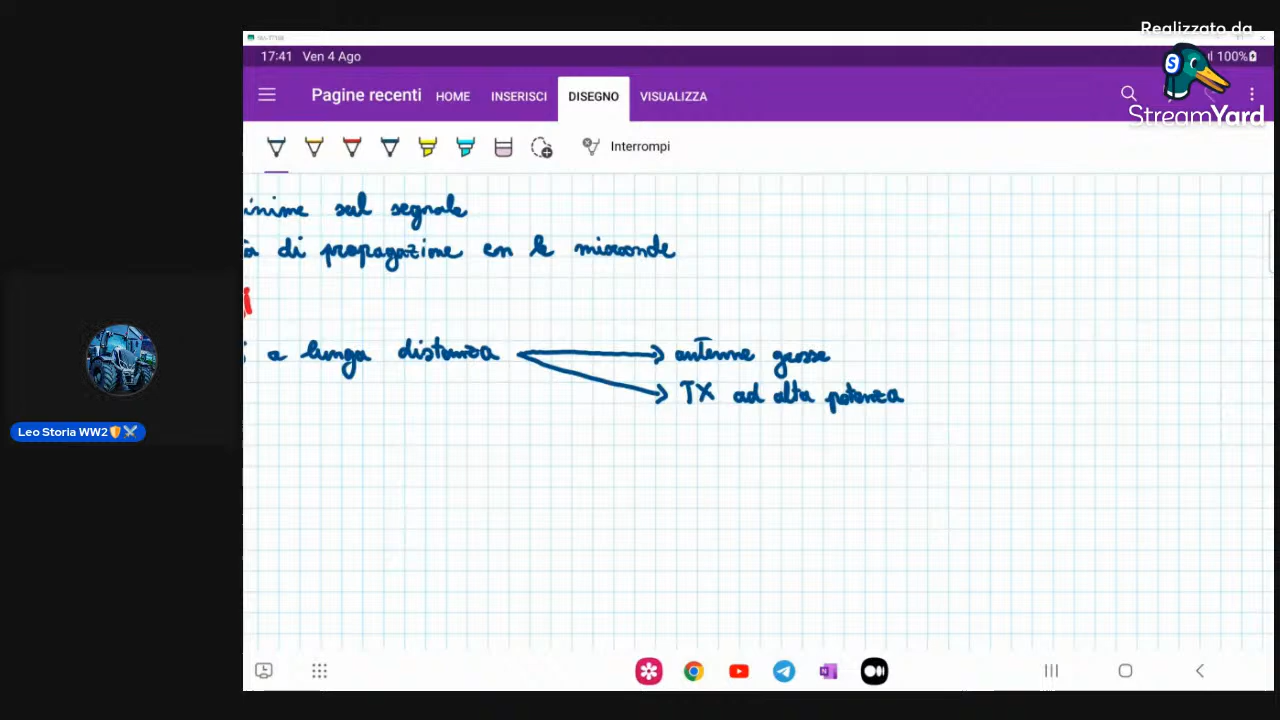 Realizzato da
StreamYard
17:41 Ven 4 Ago
100%
Pagine recenti HOME INSERISCI DISEGNO VISUALIZZA
Interrompi
inime sul segnale
à di propagazione con le microonde
i
i a lunga distanza antenne grosse
TX ad alta potenza
Leo Storia WW2🛡️⚔️